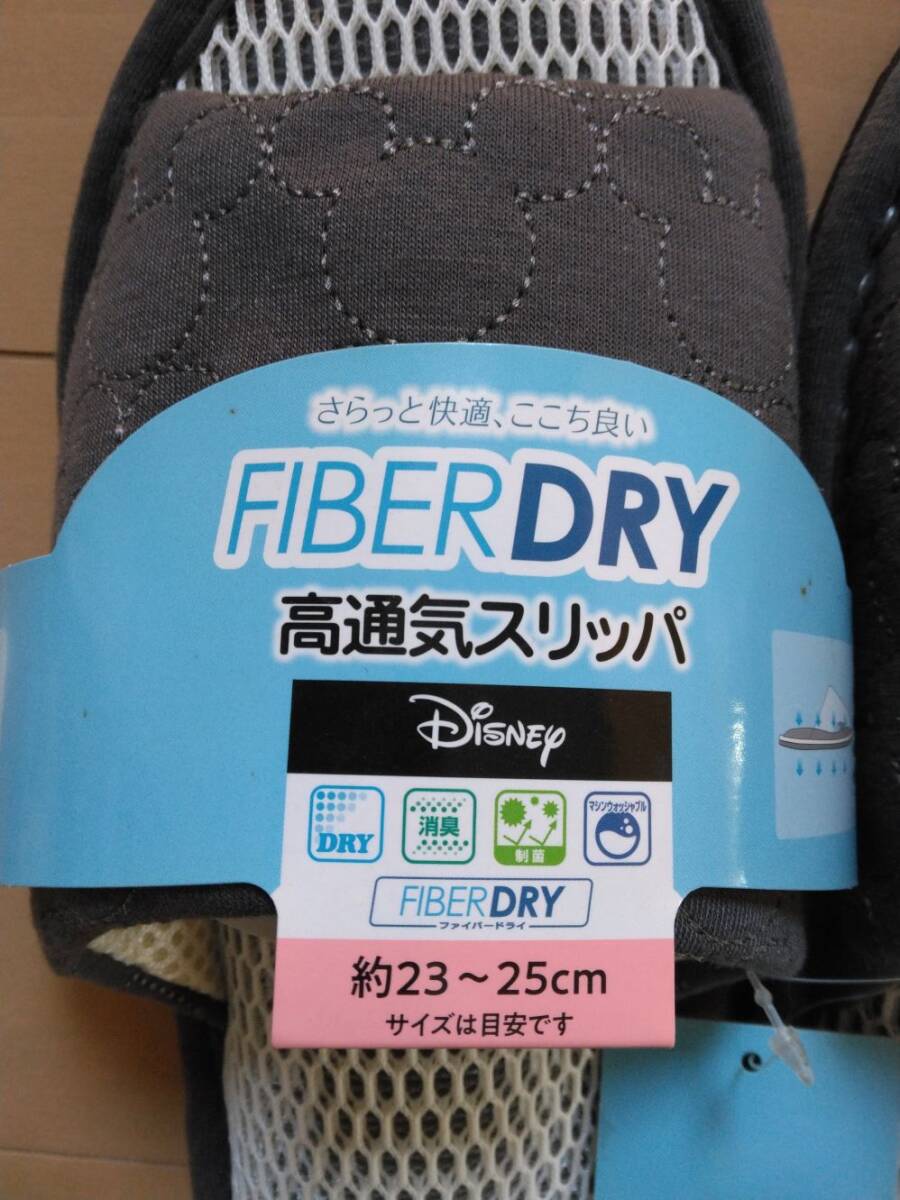 さらっと快適、ここち良い
FIBERDRY
高通気スリッパ
Disney
DRY
消臭
制菌
マシンウォッシャブル
FIBERDRY
ファイバードライ
約23～25cm
サイズは目安です